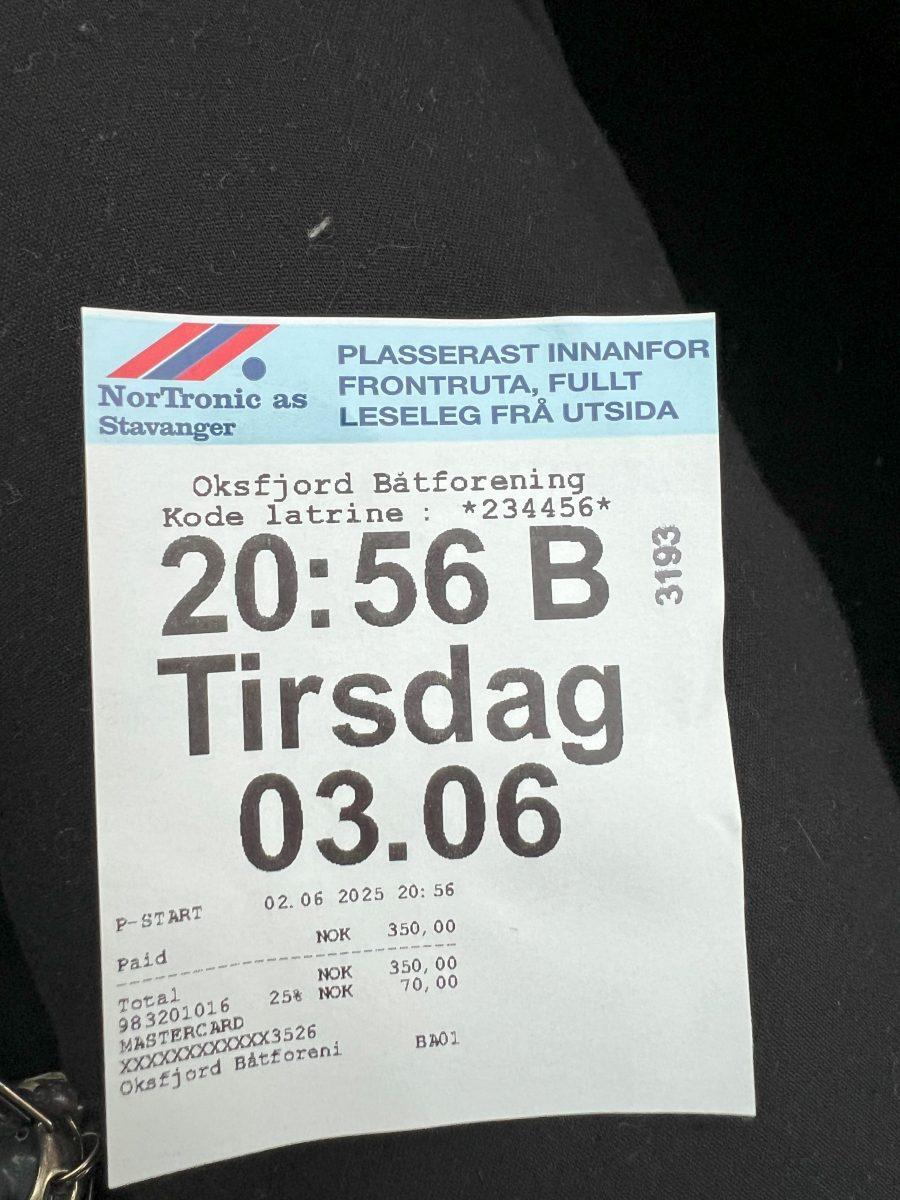 NorTronic as
Stavanger
PLASSERAST INNANFOR
FRONTRUTA, FULLT
LESELEG FRÅ UTSIDA
Oksfjord Båtforening
Kode latrine : *234456*
20:56 B
3193
Tirsdag
03.06
P-START 02.06 2025 20:56
Paid NOK 350,00
Total NOK 350,00
983201016 25% NOK 70,00
MASTERCARD
XXXXXXXXXXXX3526
Oksfjord Båtforeni BA01